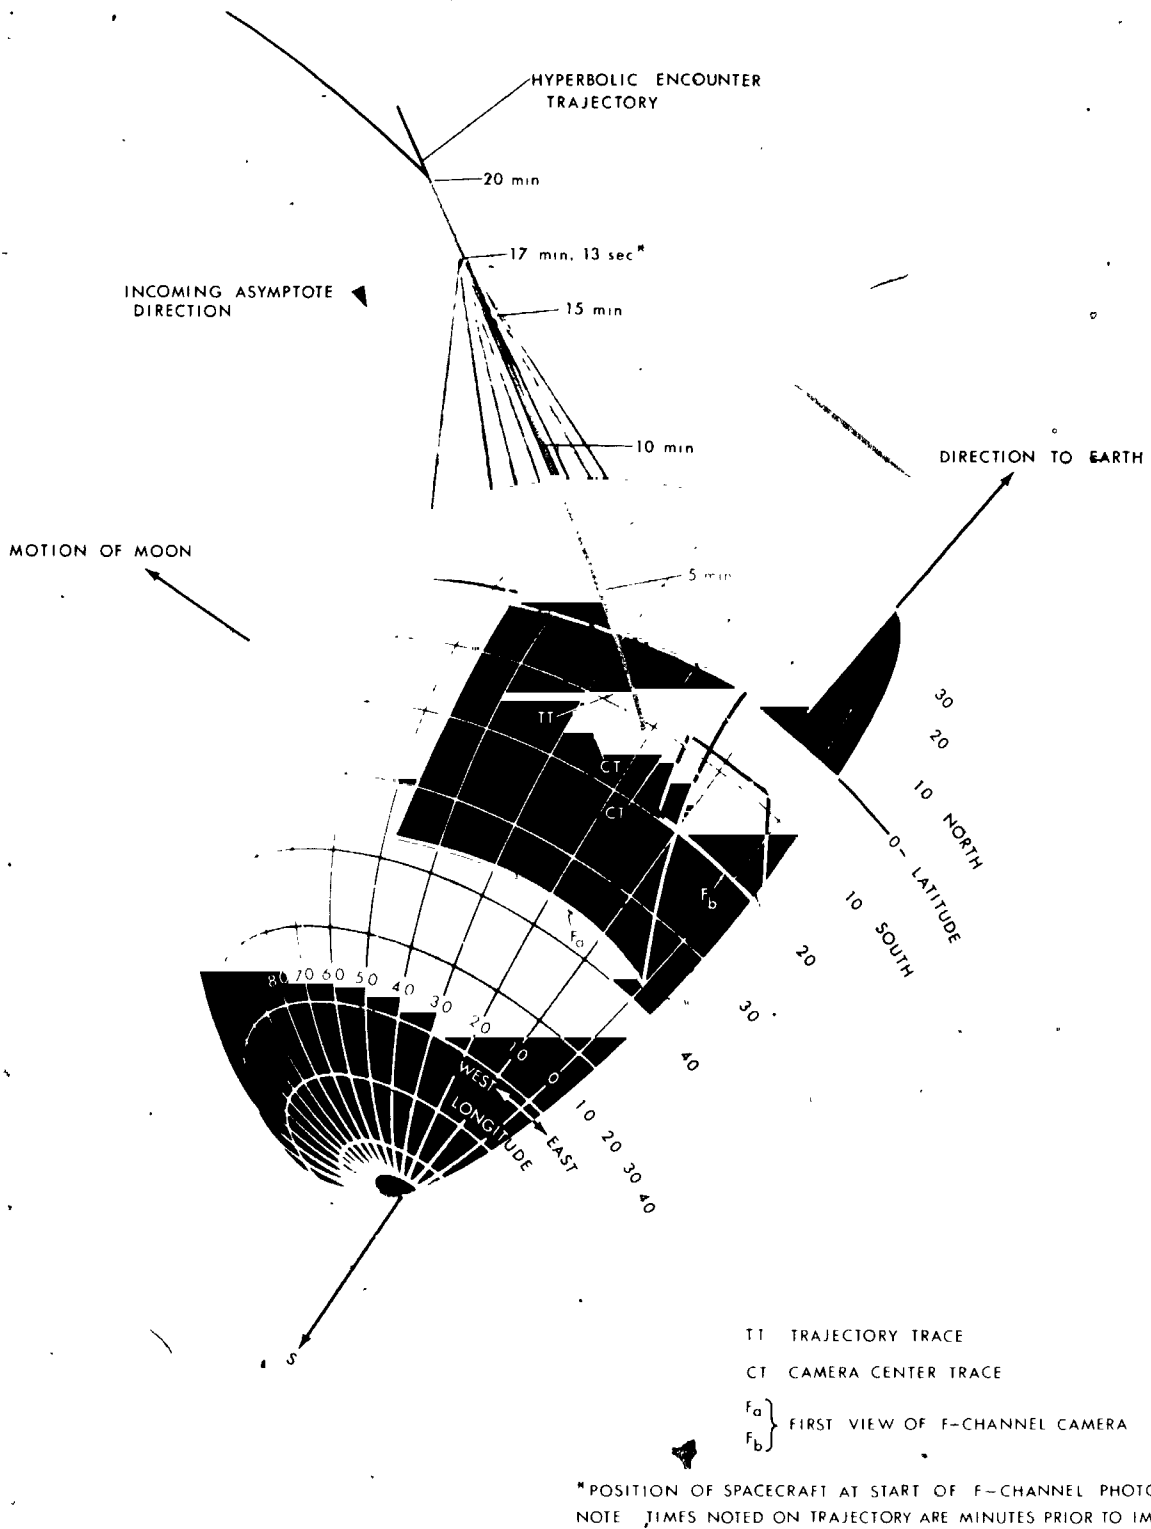 HYPERBOLIC ENCOUNTER
TRAJECTORY
20 min
17 min, 13 sec*
INCOMING ASYMPTOTE
DIRECTION
15 min
10 min
DIRECTION TO EARTH
MOTION OF MOON
5 min
TT
CT
CT
Fb
Fa
30
20
10 NORTH
0- LATITUDE
10 SOUTH
20
30
40
80 70 60 50 40 30 20 10 0
WEST
LONGITUDE
EAST
10 20 30 40
S
TT TRAJECTORY TRACE
CT CAMERA CENTER TRACE
Fa
Fb
FIRST VIEW OF F-CHANNEL CAMERA
*POSITION OF SPACECRAFT AT START OF F-CHANNEL
NOTE TIMES NOTED ON TRAJECTORY ARE MINUTES PRIOR TO